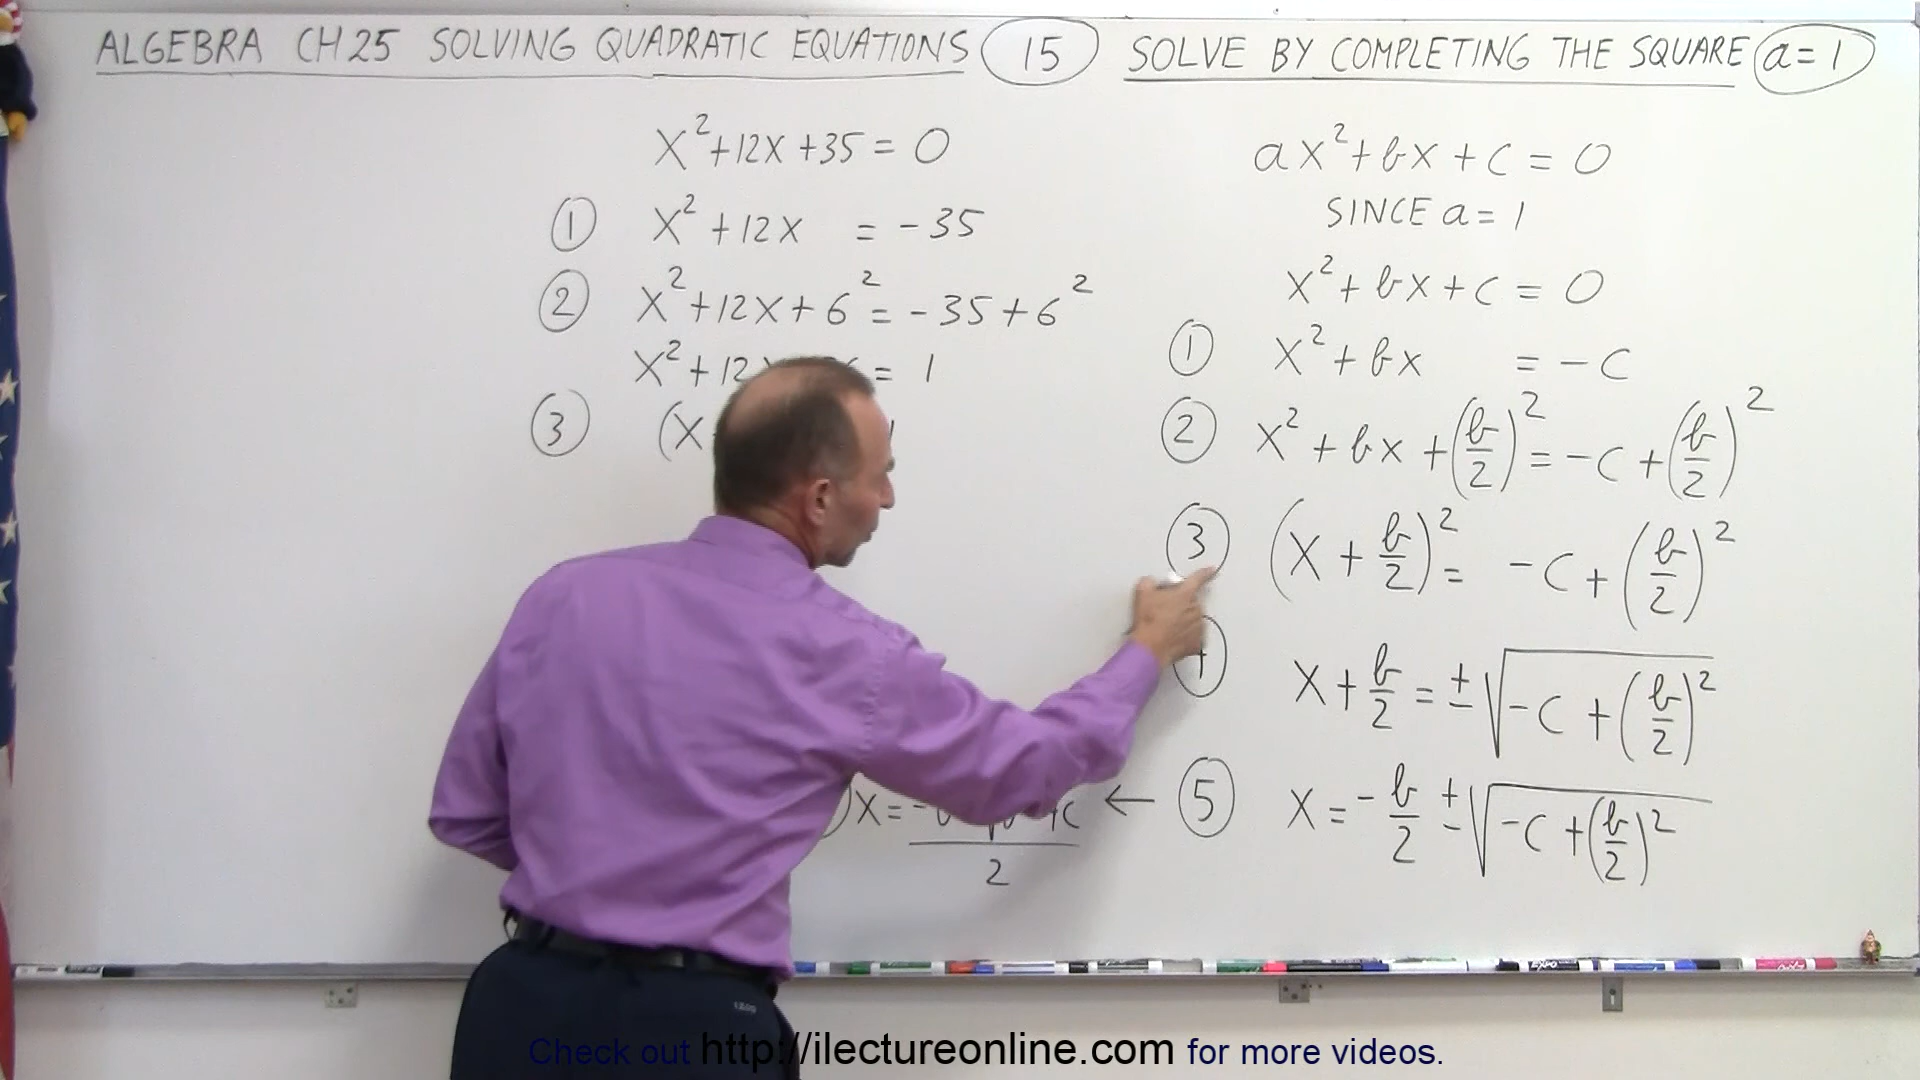 ALGEBRA CH 25 SOLVING QUADRATIC EQUATIONS 15 SOLVE BY COMPLETING THE SQUARE a = 1
x² + 12x + 35 = 0
① x² + 12x = -35
② x² + 12x + 6² = -35 + 6²
x² + 12 = 1
③ (x
x =
2
ax² + bx + c = 0
SINCE a = 1
x² + bx + c = 0
① x² + bx = -c
② x² + bx + (b/2)² = -c + (b/2)²
③ (x + b/2)² = -c + (b/2)²
x + b/2 = ±√(-c + (b/2)²)
← ⑤ x = -b/2 ±√(-c + (b/2)²)
EXPO
Check out http://ilectureonline.com for more videos.